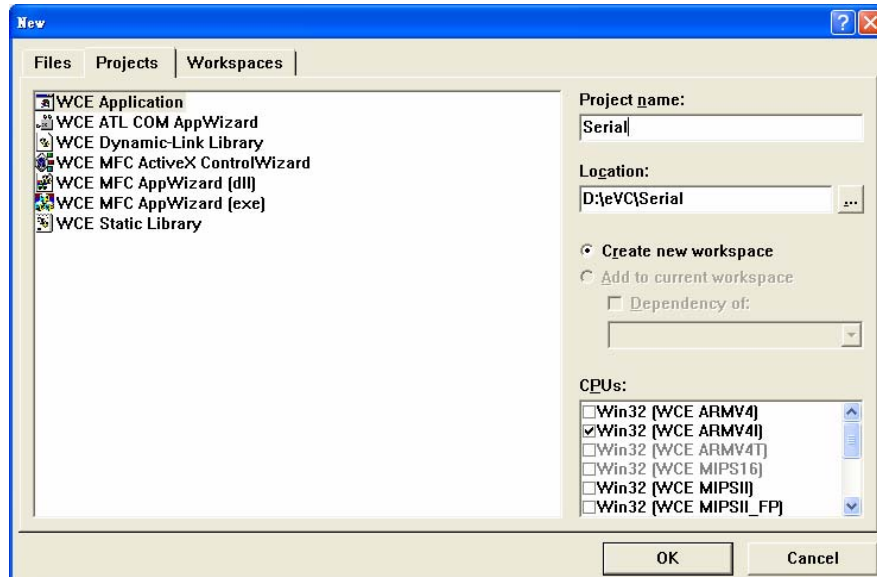 New
Files Projects Workspaces
WCE Application
WCE ATL COM AppWizard
WCE Dynamic-Link Library
WCE MFC ActiveX ControlWizard
WCE MFC AppWizard (dll)
WCE MFC AppWizard (exe)
WCE Static Library
Project name:
Serial
Location:
D:\eVC\Serial
...
Create new workspace
Add to current workspace
Dependency of:
CPUs:
Win32 (WCE ARMV4)
Win32 (WCE ARMV4I)
Win32 (WCE ARMV4T)
Win32 (WCE MIPS16)
Win32 (WCE MIPSII)
Win32 (WCE MIPSII_FP)
OK Cancel